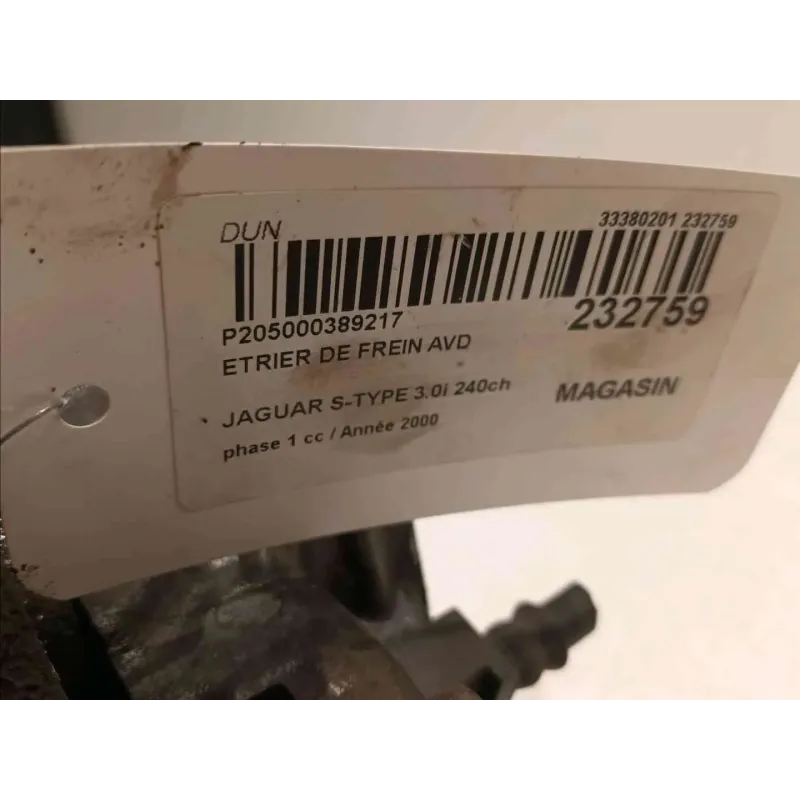 DUN
33380201 232759
P205000389217
232759
ETRIER DE FREIN AVD
JAGUAR S-TYPE 3.0i 240ch
MAGASIN
phase 1 cc / Année 2000